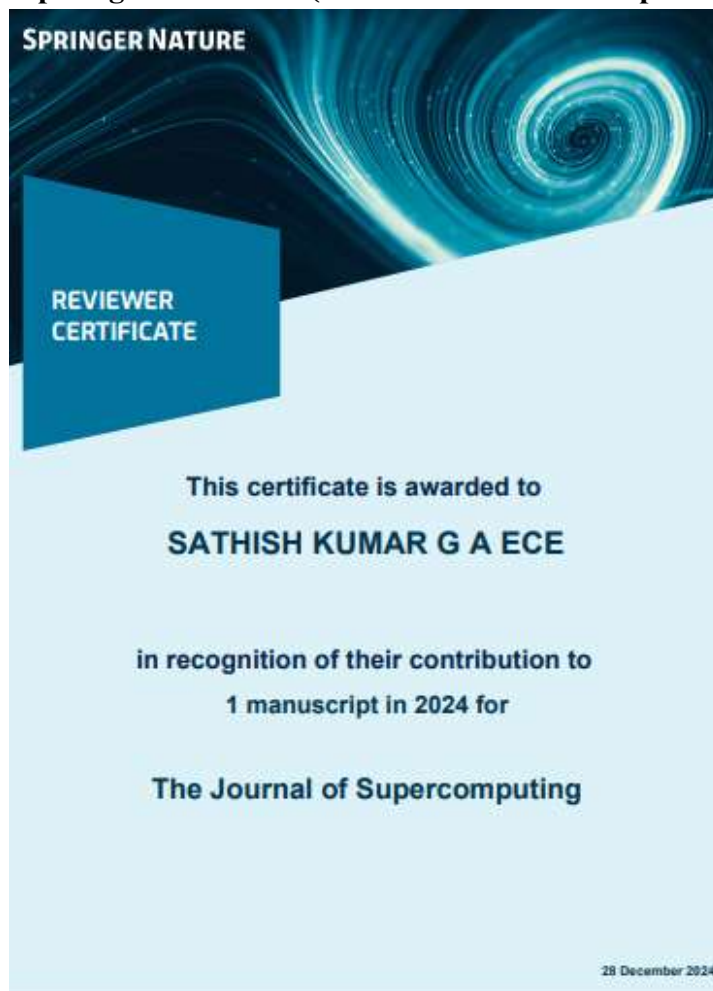 SPRINGER NATURE
REVIEWER
CERTIFICATE
This certificate is awarded to
SATHISH KUMAR G A ECE
in recognition of their contribution to
1 manuscript in 2024 for
The Journal of Supercomputing
28 December 2024